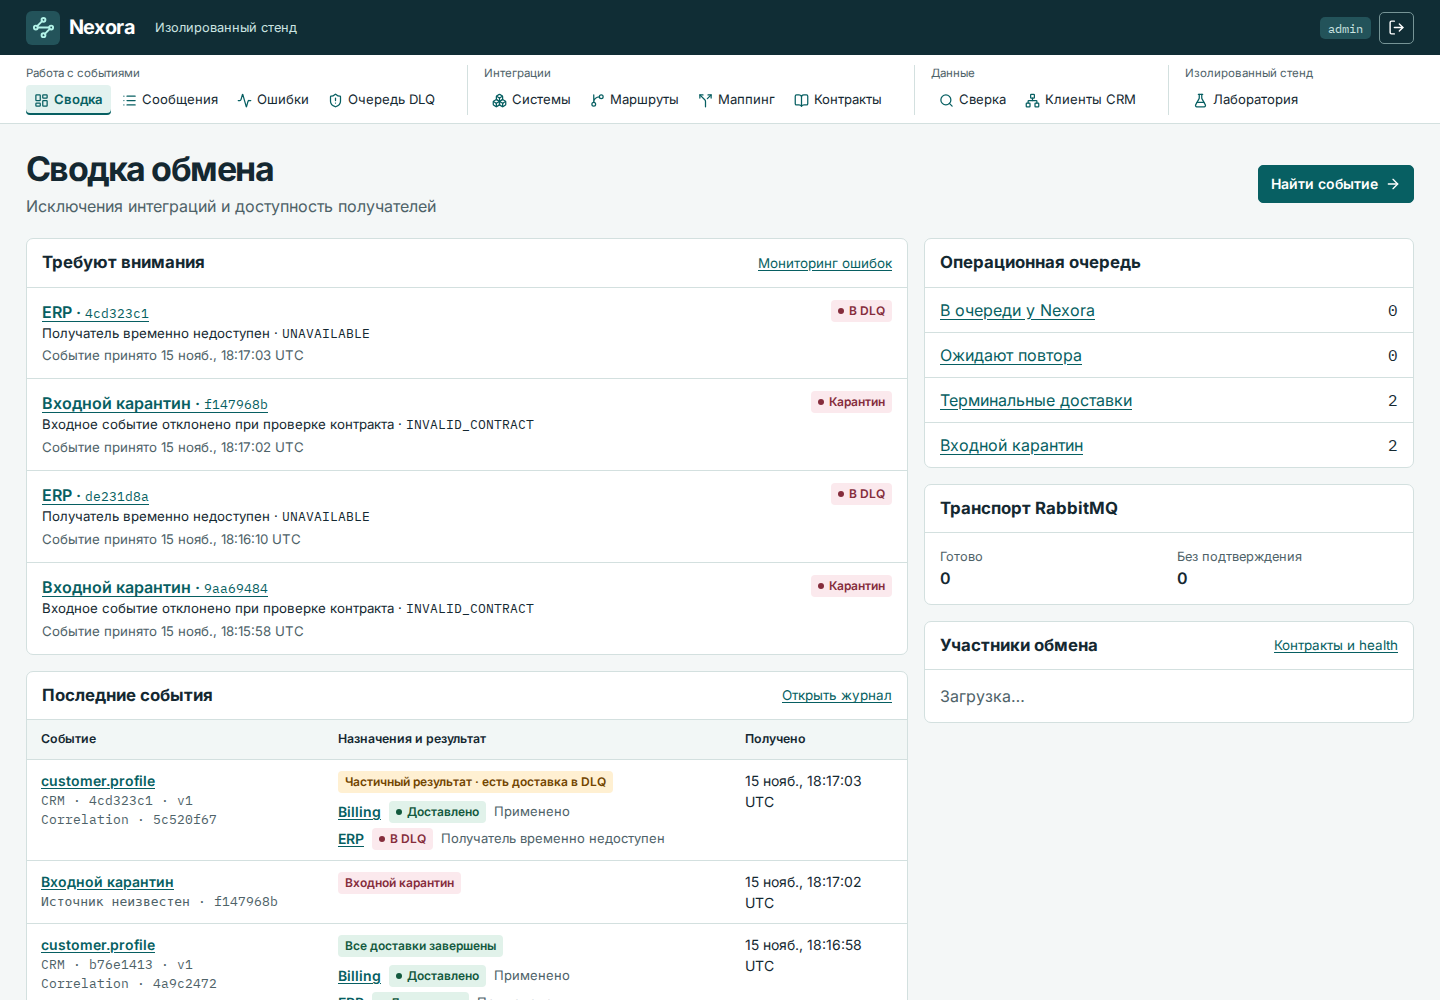 Nexora
Изолированный стенд
admin
Работа с событиями
Сводка
Сообщения
Ошибки
Очередь DLQ
Интеграции
Системы
Маршруты
Маппинг
Контракты
Данные
Сверка
Клиенты CRM
Изолированный стенд
Лаборатория
Сводка обмена
Исключения интеграций и доступность получателей
Найти событие
Требуют внимания
Мониторинг ошибок
ERP · 4cd323c1
В DLQ
Получатель временно недоступен · UNAVAILABLE
Событие принято 15 нояб., 18:17:03 UTC
Входной карантин · f147968b
Карантин
Входное событие отклонено при проверке контракта · INVALID_CONTRACT
Событие принято 15 нояб., 18:17:02 UTC
ERP · de231d8a
В DLQ
Получатель временно недоступен · UNAVAILABLE
Событие принято 15 нояб., 18:16:10 UTC
Входной карантин · 9aa69484
Карантин
Входное событие отклонено при проверке контракта · INVALID_CONTRACT
Событие принято 15 нояб., 18:15:58 UTC
Операционная очередь
В очереди у Nexora 0
Ожидают повтора 0
Терминальные доставки 2
Входной карантин 2
Транспорт RabbitMQ
Готово
0
Без подтверждения
0
Участники обмена
Контракты и health
Загрузка…
Последние события
Открыть журнал
Событие
Назначения и результат
Получено
customer.profile
CRM · 4cd323c1 · v1
Correlation · 5c520f67
Частичный результат · есть доставка в DLQ
Billing Доставлено Применено
ERP В DLQ Получатель временно недоступен
15 нояб., 18:17:03
UTC
Входной карантин
Источник неизвестен · f147968b
Входной карантин
15 нояб., 18:17:02
UTC
customer.profile
CRM · b76e1413 · v1
Correlation · 4a9c2472
Все доставки завершены
Billing Доставлено Применено
15 нояб., 18:16:58
UTC